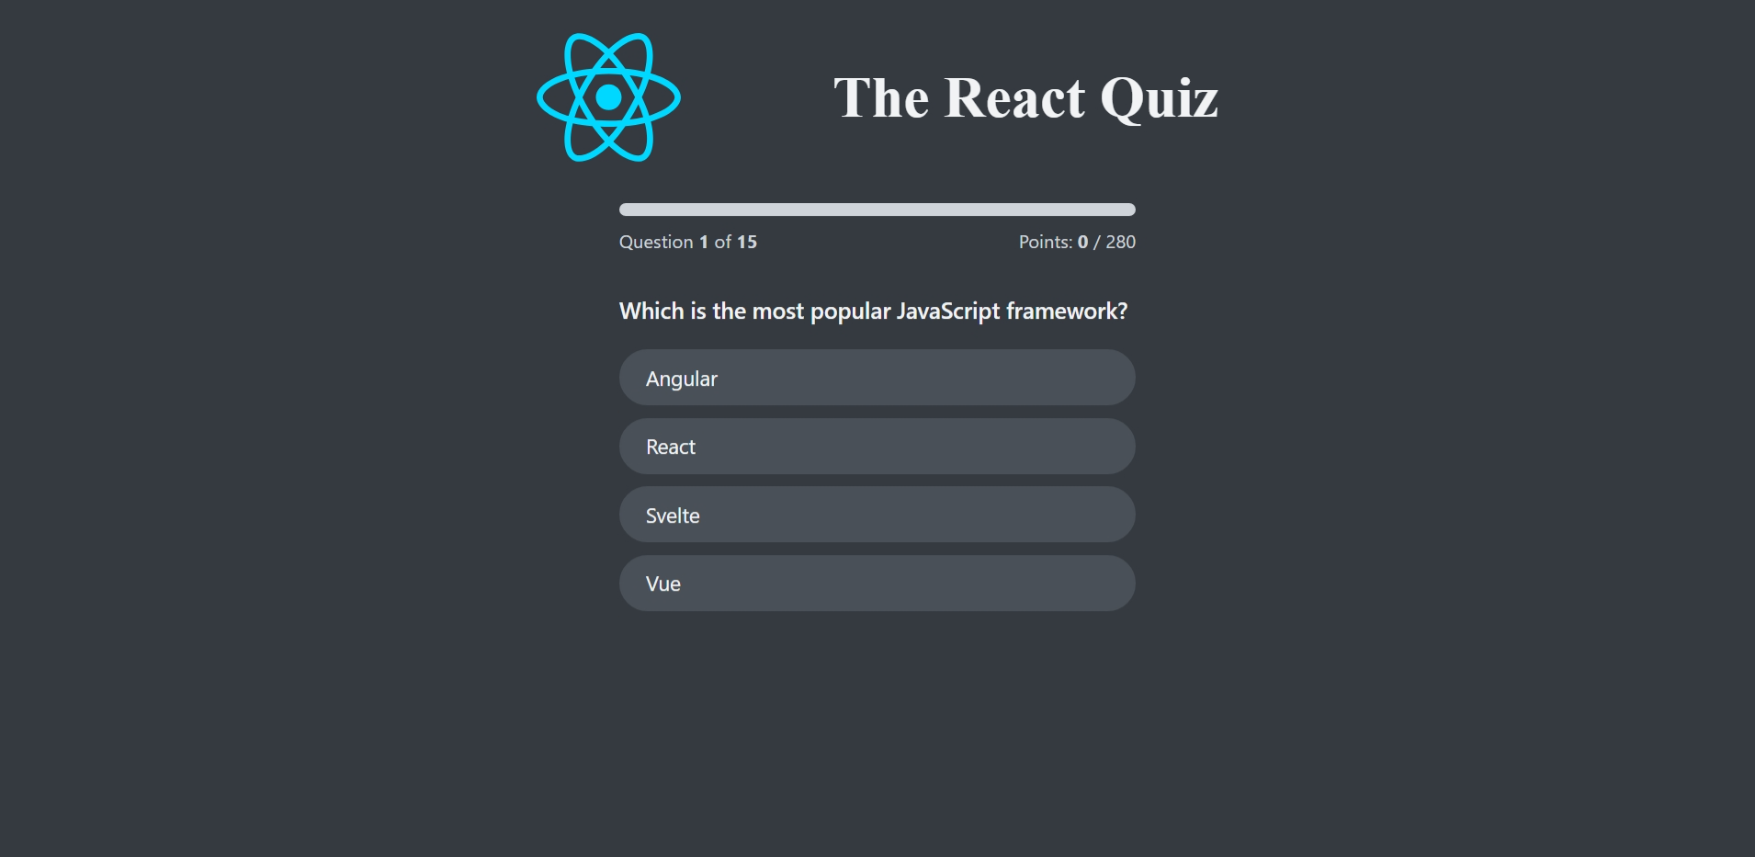 The React Quiz
Question 1 of 15
Points: 0 / 280
Which is the most popular JavaScript framework?
Angular
React
Svelte
Vue